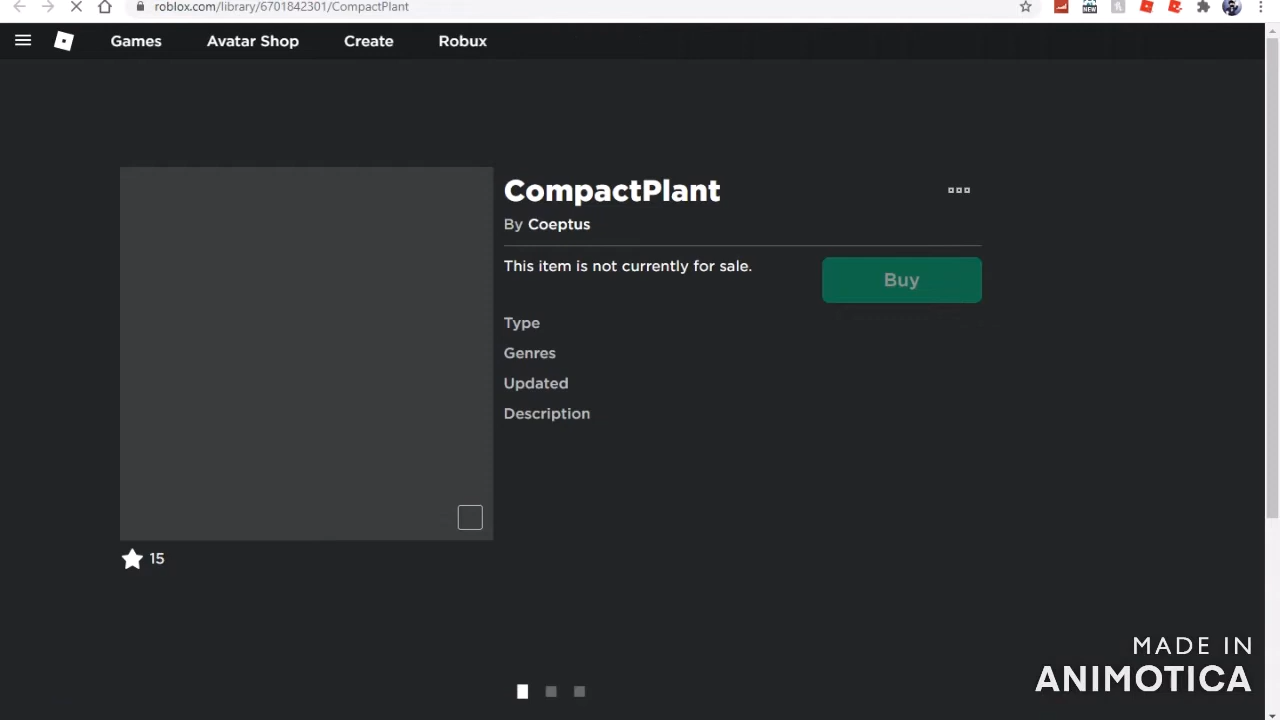 roblox.com/library/6701842301/CompactPlant
NEW
Games Avatar Shop Create Robux
CompactPlant
By Coeptus
This item is not currently for sale.
Buy
Type
Genres
Updated
Description
15
MADE IN
ANIMOTICA